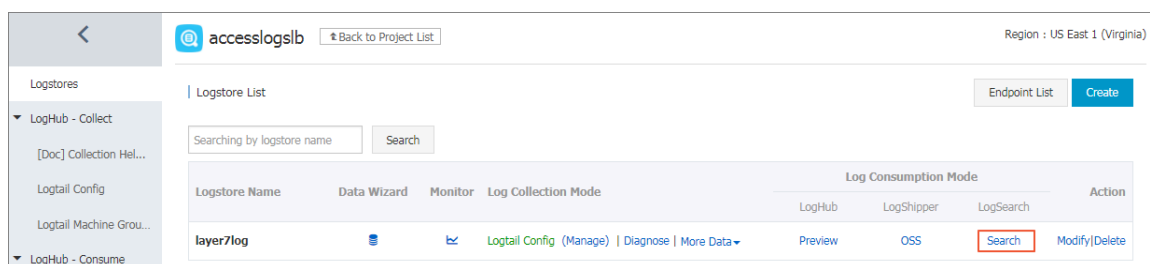 accesslogslb
Back to Project List
Region : US East 1 (Virginia)
Logstores
Logstore List
Endpoint List
Create
LogHub - Collect
Searching by logstore name
Search
[Doc] Collection Hel...
Logstore Name
Data Wizard
Monitor
Log Collection Mode
Log Consumption Mode
Action
Logtail Config
LogHub
LogShipper
LogSearch
Logtail Machine Grou...
layer7log
Logtail Config (Manage) | Diagnose | More Data
Preview
OSS
Search
Modify|Delete
LogHub - Consume